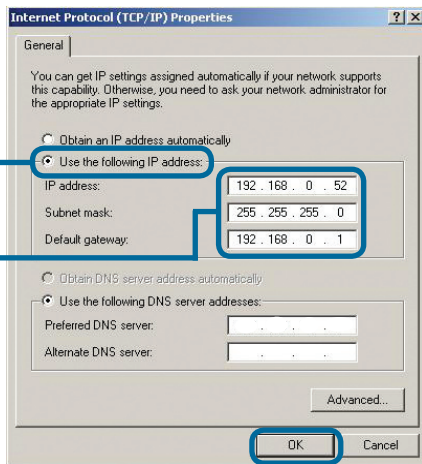 Internet Protocol (TCP/IP) Properties
General
You can get IP settings assigned automatically if your network supports
this capability. Otherwise, you need to ask your network administrator for
the appropriate IP settings.
Obtain an IP address automatically
Use the following IP address:
IP address: 192 . 168 . 0 . 52
Subnet mask: 255 . 255 . 255 . 0
Default gateway: 192 . 168 . 0 . 1
Obtain DNS server address automatically
Use the following DNS server addresses:
Preferred DNS server: . . .
Alternate DNS server: . . .
Advanced...
OK Cancel